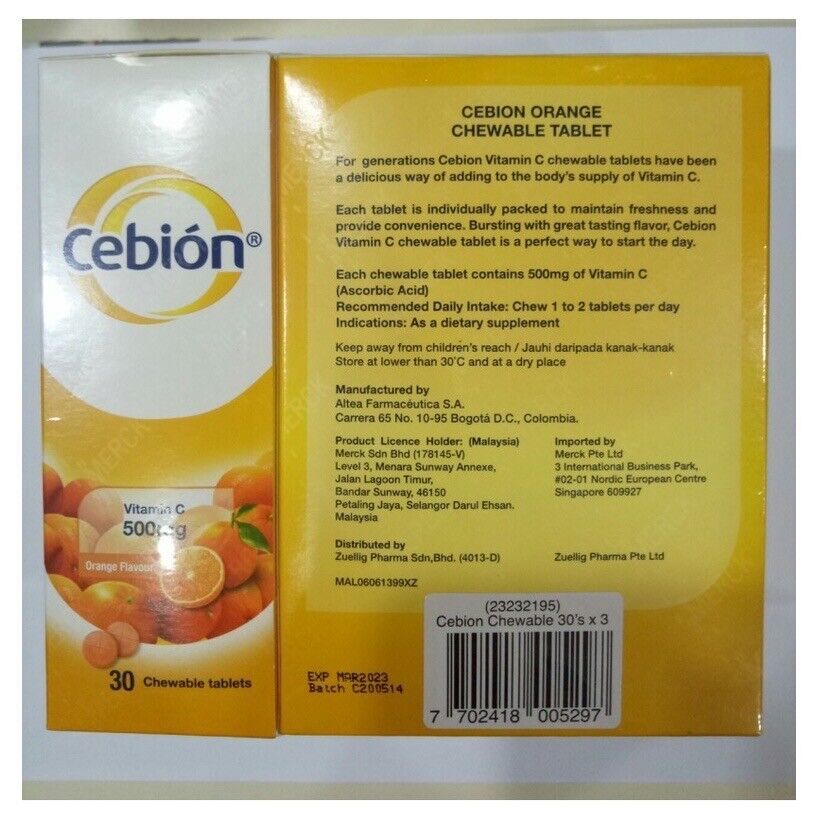 Cebión®
Vitamin C
500mg
Orange Flavour
30 Chewable tablets
CEBION ORANGE
CHEWABLE TABLET
For generations Cebion Vitamin C chewable tablets have been
a delicious way of adding to the body's supply of Vitamin C.
Each tablet is individually packed to maintain freshness and
provide convenience. Bursting with great tasting flavor, Cebion
Vitamin C chewable tablet is a perfect way to start the day.
Each chewable tablet contains 500mg of Vitamin C
(Ascorbic Acid)
Recommended Daily Intake: Chew 1 to 2 tablets per day
Indications: As a dietary supplement
Keep away from children's reach / Jauhi daripada kanak-kanak
Store at lower than 30°C and at a dry place
Manufactured by
Altea Farmacéutica S.A.
Carrera 65 No. 10-95 Bogotá D.C., Colombia.
Product Licence Holder: (Malaysia)
Merck Sdn Bhd (178145-V)
Level 3, Menara Sunway Annexe,
Jalan Lagoon Timur,
Bandar Sunway, 46150
Petaling Jaya, Selangor Darul Ehsan.
Malaysia
Imported by
Merck Pte Ltd
3 International Business Park,
#02-01 Nordic European Centre
Singapore 609927
Distributed by
Zuellig Pharma Sdn,Bhd. (4013-D)
Zuellig Pharma Pte Ltd
MAL06061399XZ
(23232195)
Cebion Chewable 30's x 3
7 702418 005297
EXP MAR2023
Batch C200514